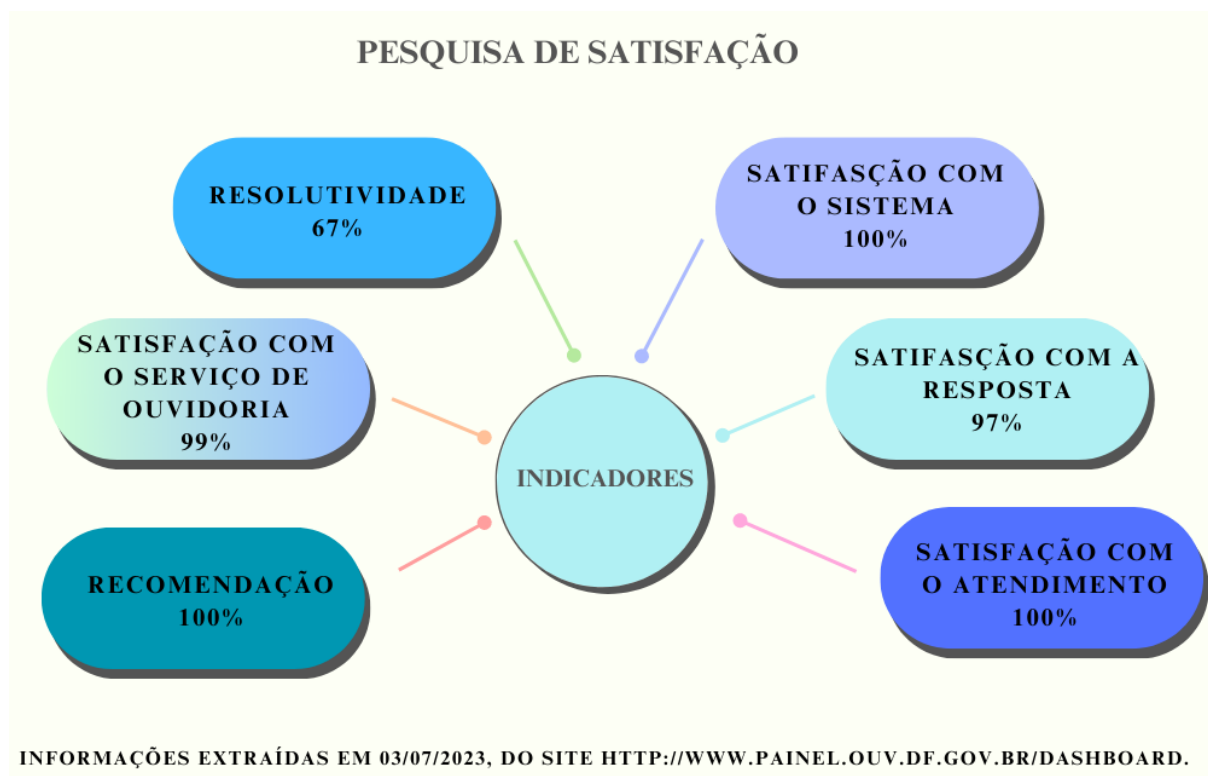 PESQUISA DE SATISFAÇÃO
RESOLUTIVIDADE
67%
SATIFASÇÃO COM
O SISTEMA
100%
SATISFAÇÃO COM
O SERVIÇO DE
OUVIDORIA
99%
SATIFASÇÃO COM A
RESPOSTA
97%
INDICADORES
RECOMENDAÇÃO
100%
SATISFAÇÃO COM
O ATENDIMENTO
100%
INFORMAÇÕES EXTRAÍDAS EM 03/07/2023, DO SITE HTTP://WWW.PAINEL.OUV.DF.GOV.BR/DASHBOARD.